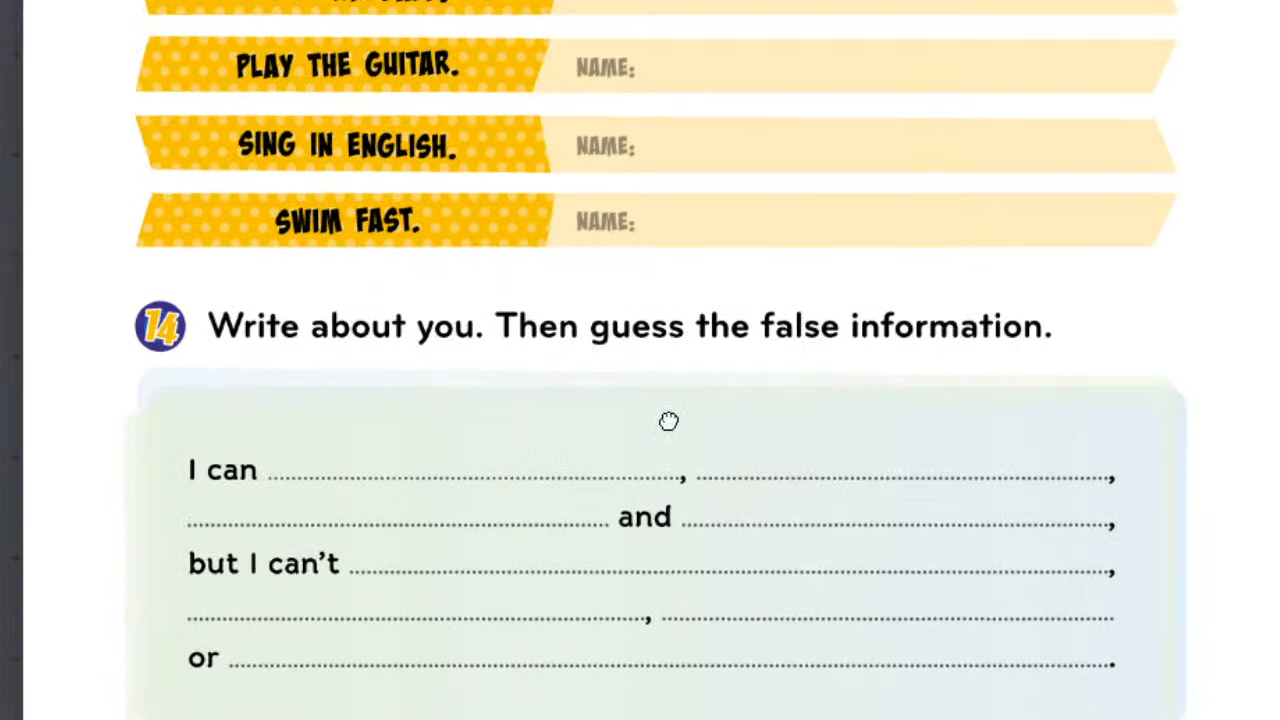 PLAY THE GUITAR. NAME:
SING IN ENGLISH. NAME:
SWIM FAST. NAME:
14 Write about you. Then guess the false information.
I can ........................, ........................,
........................ and ........................,
but I can't ........................,
........................, ........................
or .........................